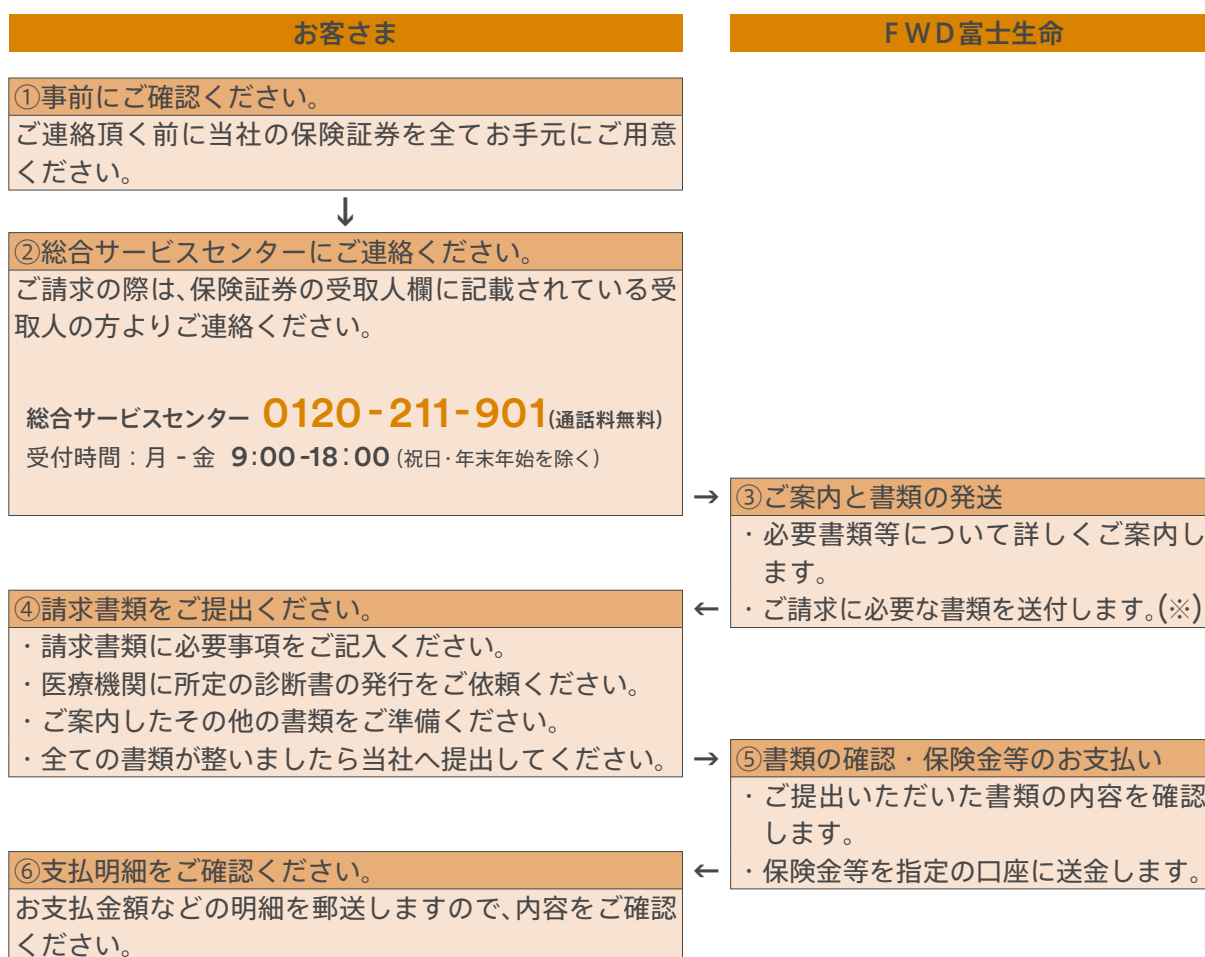 お客さま
FWD富士生命
①事前にご確認ください。
ご連絡頂く前に当社の保険証券を全てお手元にご用意
ください。
↓
②総合サービスセンターにご連絡ください。
ご請求の際は、保険証券の受取人欄に記載されている受
取人の方よりご連絡ください。
総合サービスセンター 0120-211-901(通話料無料)
受付時間：月-金 9:00-18:00(祝日・年末年始を除く)
→
③ご案内と書類の発送
・必要書類等について詳しくご案内し
ます。
・ご請求に必要な書類を送付します。(※)
←
④請求書類をご提出ください。
・請求書類に必要事項をご記入ください。
・医療機関に所定の診断書の発行をご依頼ください。
・ご案内したその他の書類をご準備ください。
・全ての書類が整いましたら当社へ提出してください。
→
⑤書類の確認・保険金等のお支払い
・ご提出いただいた書類の内容を確認
します。
・保険金等を指定の口座に送金します。
←
⑥支払明細をご確認ください。
お支払金額などの明細を郵送しますので、内容をご確認
ください。